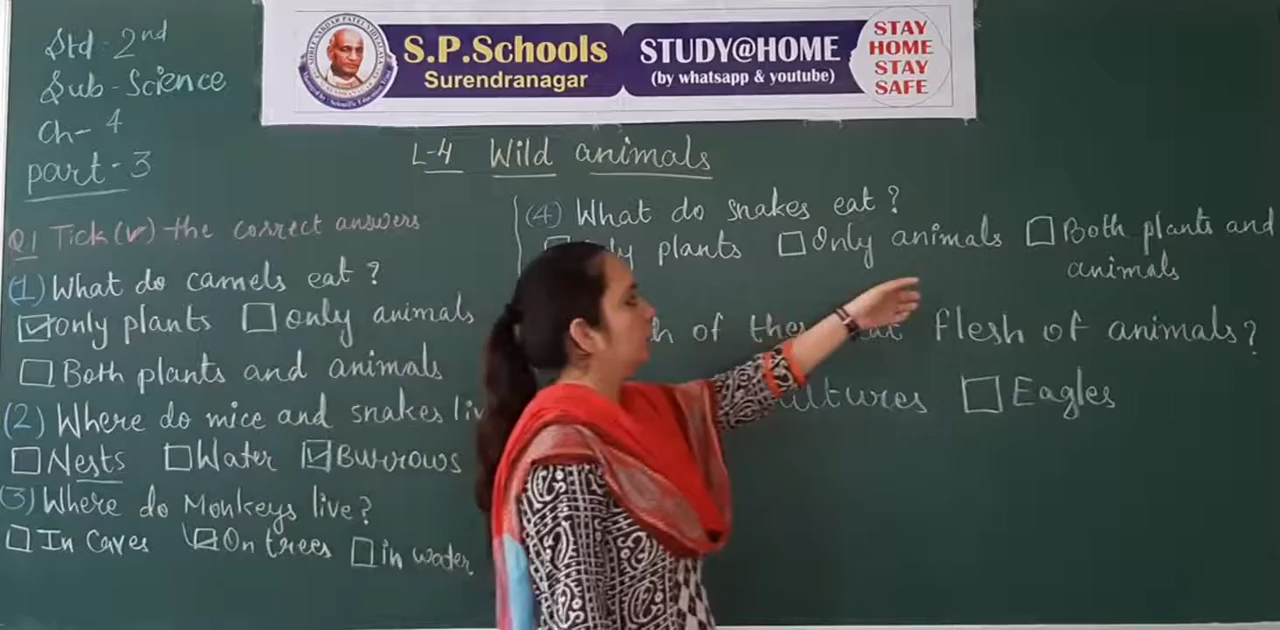 Std - 2nd
Sub - Science
Ch - 4
part - 3
S.P.Schools
Surendranagar
STUDY@HOME
(by whatsapp & youtube)
STAY
HOME
STAY
SAFE
L-4 Wild animals
Q1 Tick (✓) the correct answers
(1) What do camels eat?
☑ only plants ☐ only animals
☐ Both plants and animals
(2) Where do mice and snakes
☐ Nests ☐ Water ☑ Burrows
(3) Where do Monkeys live?
☐ In Caves ☑ On trees ☐ in water
(4) What do snakes eat?
plants ☐ Only animals ☐ Both plants and
animals
of flesh of animals?
☐ Eagles